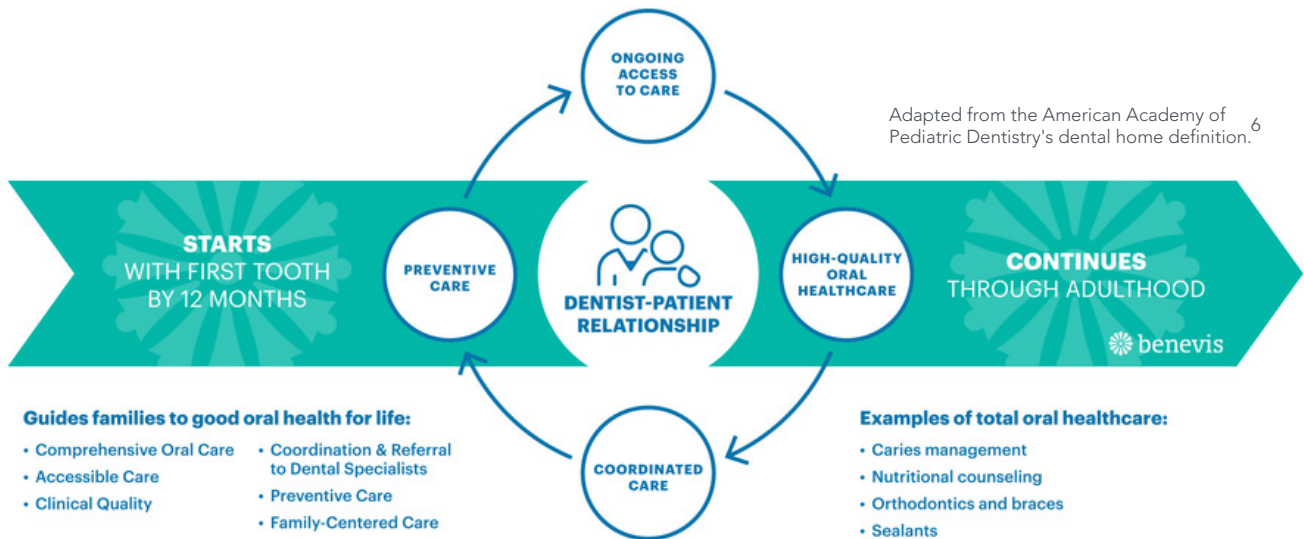 ONGOING
ACCESS
TO CARE
Adapted from the American Academy of
Pediatric Dentistry's dental home definition.6
STARTS
WITH FIRST TOOTH
BY 12 MONTHS
PREVENTIVE
CARE
DENTIST-PATIENT
RELATIONSHIP
HIGH-QUALITY
ORAL
HEALTHCARE
CONTINUES
THROUGH ADULTHOOD
benevis
COORDINATED
CARE
Guides families to good oral health for life:
• Comprehensive Oral Care
• Accessible Care
• Clinical Quality
• Coordination & Referral
to Dental Specialists
• Preventive Care
• Family-Centered Care
Examples of total oral healthcare:
• Caries management
• Nutritional counseling
• Orthodontics and braces
• Sealants